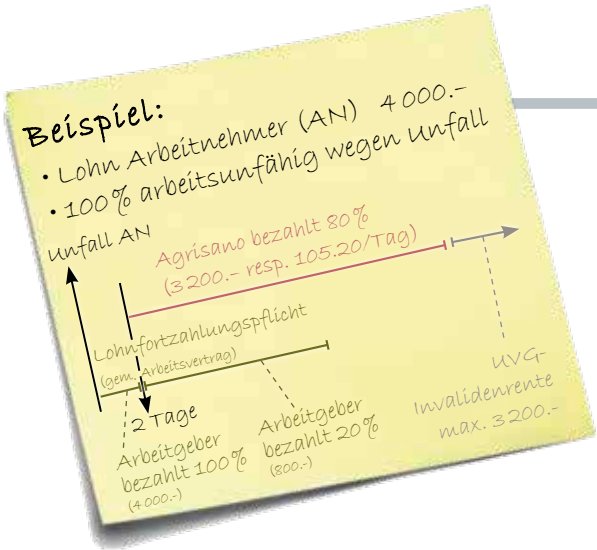 Beispiel:
• Lohn Arbeitnehmer (AN) 4000.-
• 100% arbeitsunfähig wegen Unfall
Unfall AN
Agrisano bezahlt 80%
(3200.- resp. 105.20/Tag)
Lohnfortzahlungspflicht
(gem. Arbeitsvertrag)
2 Tage
Arbeitgeber
bezahlt 100%
(4000.-)
Arbeitgeber
bezahlt 20%
(800.-)
UVG-
Invalidenrente
max. 3200.-